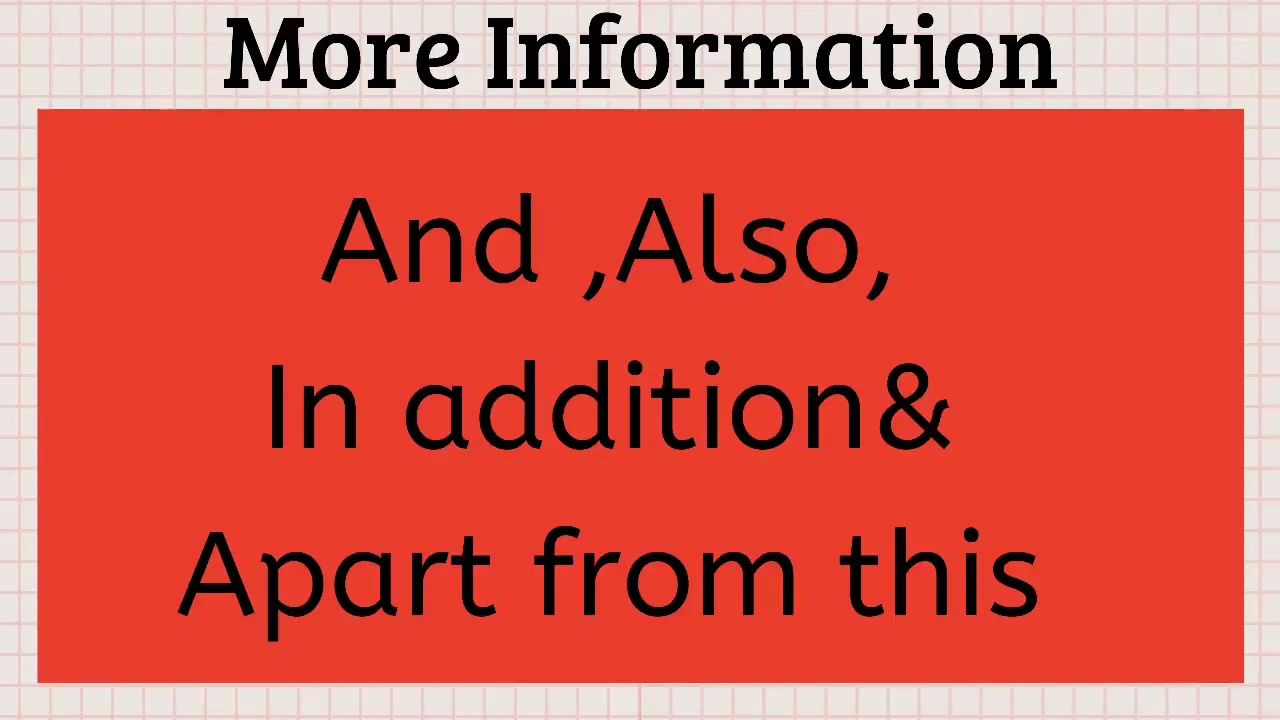 More Information
And ,Also,
In addition&
Apart from this